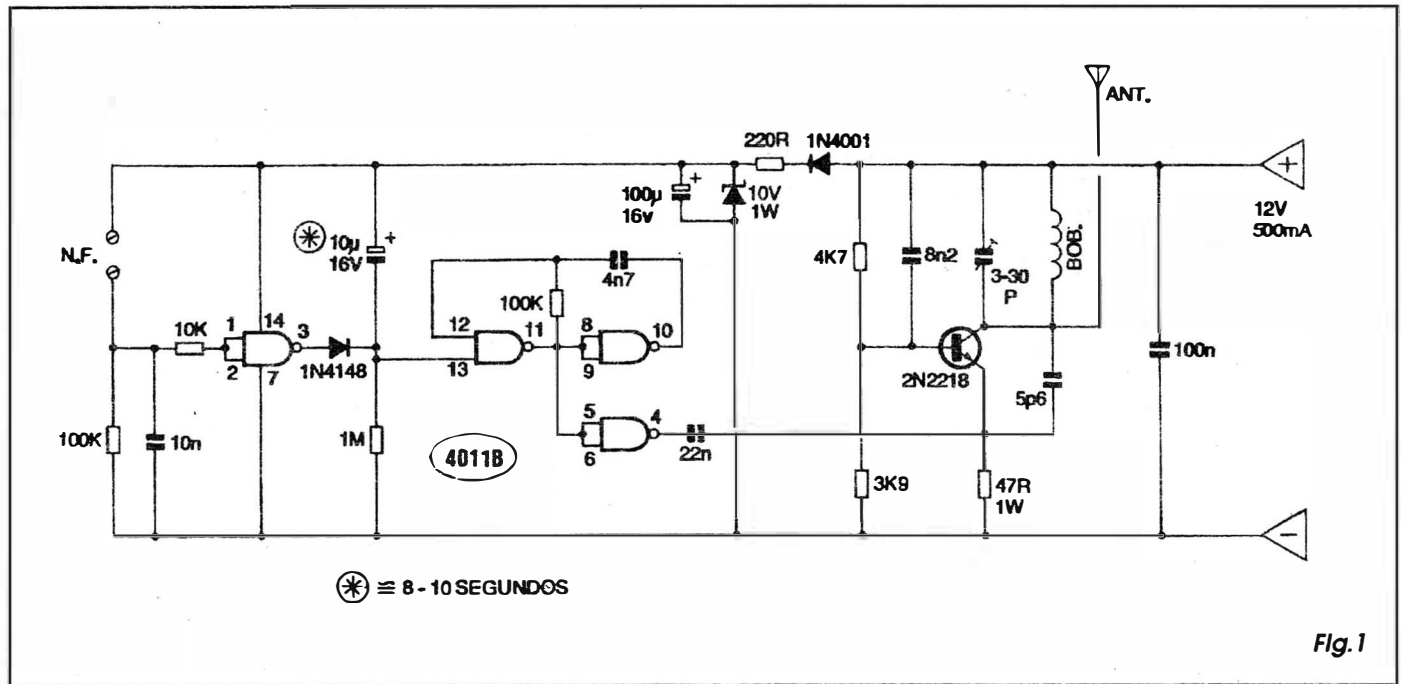 ANT.
220R
1N4001
100µ
16v
10V
1W
+
12V
500mA
N.F.
10µ
16V
+
4K7
8n2
3-30
P
BOB.
4n7
100K
10K
1
2
14
7
3
1N4148
12
13
11
8
9
10
2N2218
5p6
100n
100K
10n
1M
4011B
5
6
4
22n
3K9
47R
1W
≅ 8 - 10 SEGUNDOS
Fig.1